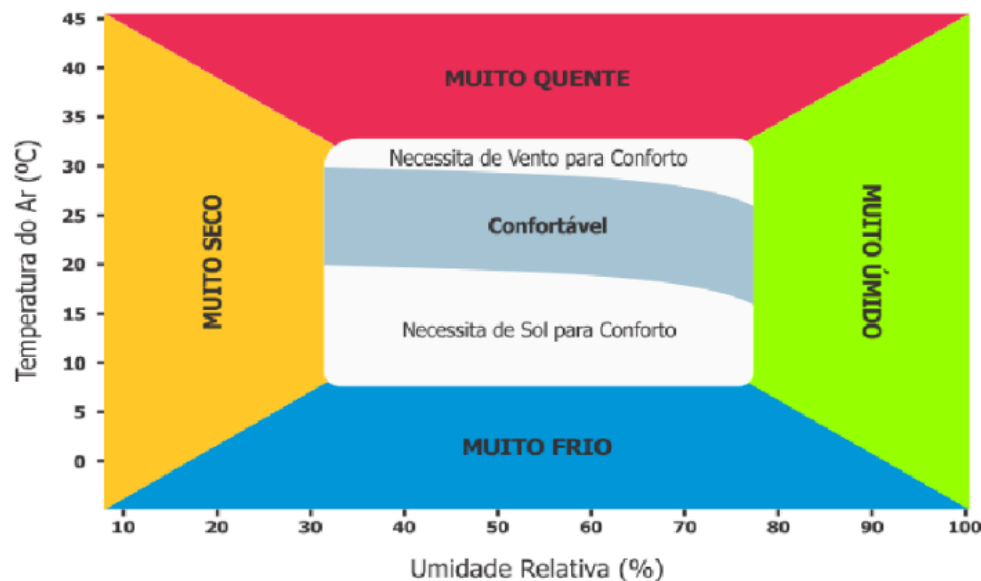 45
40
35
30
25
20
15
10
5
0
Temperatura do Ar (ºC)
MUITO QUENTE
Necessita de Vento para Conforto
MUITO SECO
Confortável
MUITO ÚMIDO
Necessita de Sol para Conforto
MUITO FRIO
10 20 30 40 50 60 70 80 90 100
Umidade Relativa (%)